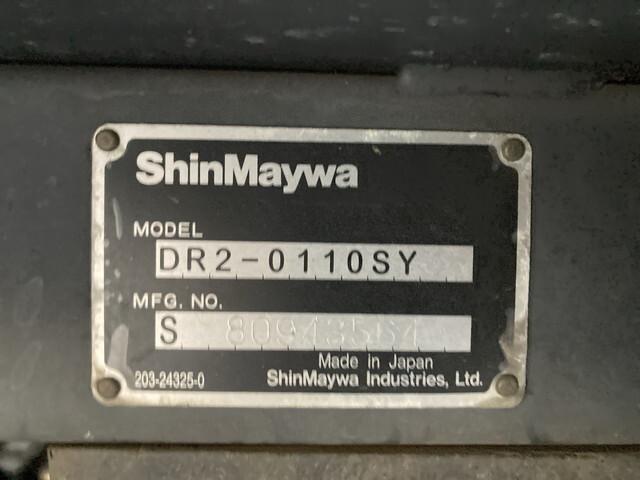 ShinMaywa
MODEL
DR2-0110SY
MFG. NO.
S
Made in Japan
203-24325-0
ShinMaywa Industries, Ltd.